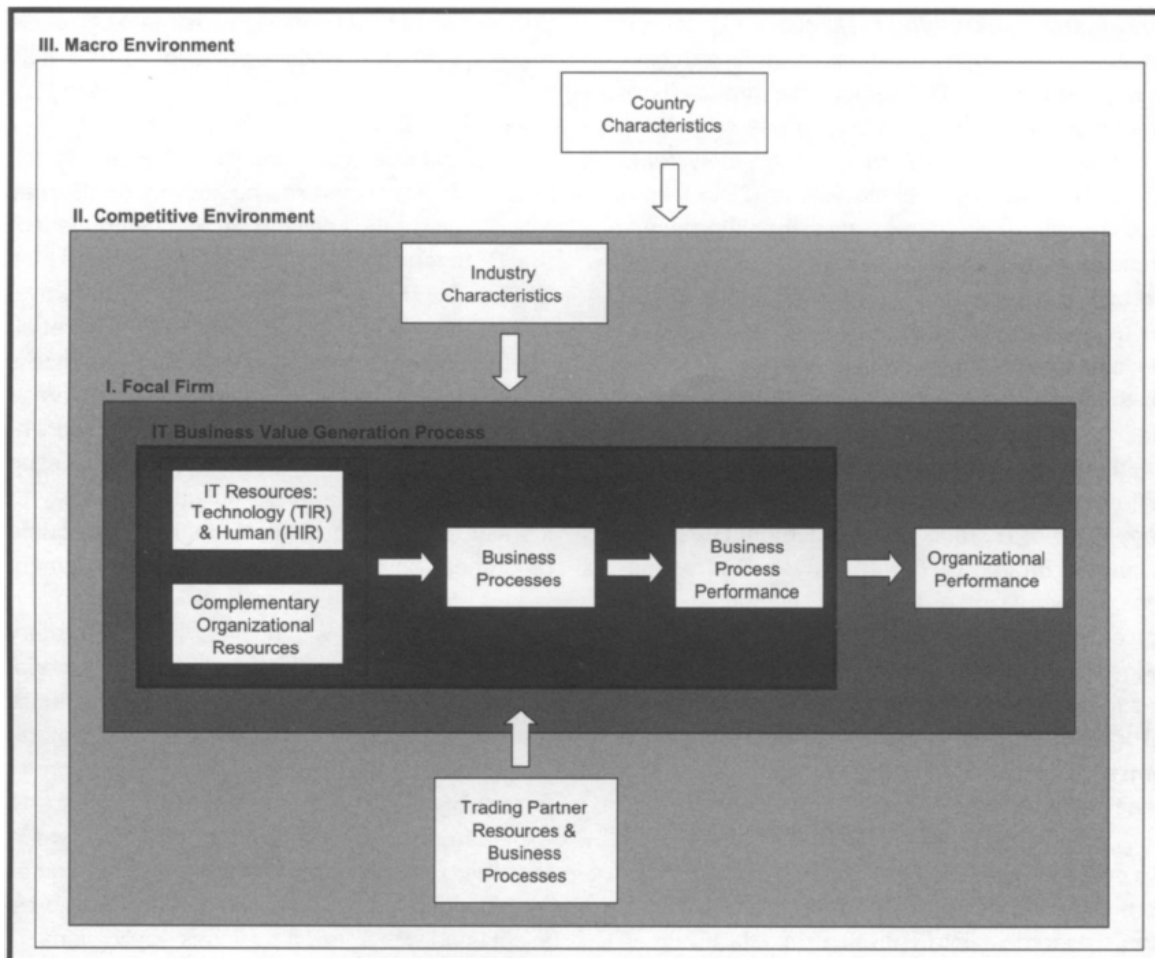 III. Macro Environment
Country
Characteristics
II. Competitive Environment
Industry
Characteristics
I. Focal Firm
IT Business Value Generation Process
IT Resources:
Technology (TIR)
& Human (HIR)
Complementary
Organizational
Resources
Business
Processes
Business
Process
Performance
Organizational
Performance
Trading Partner
Resources &
Business
Processes